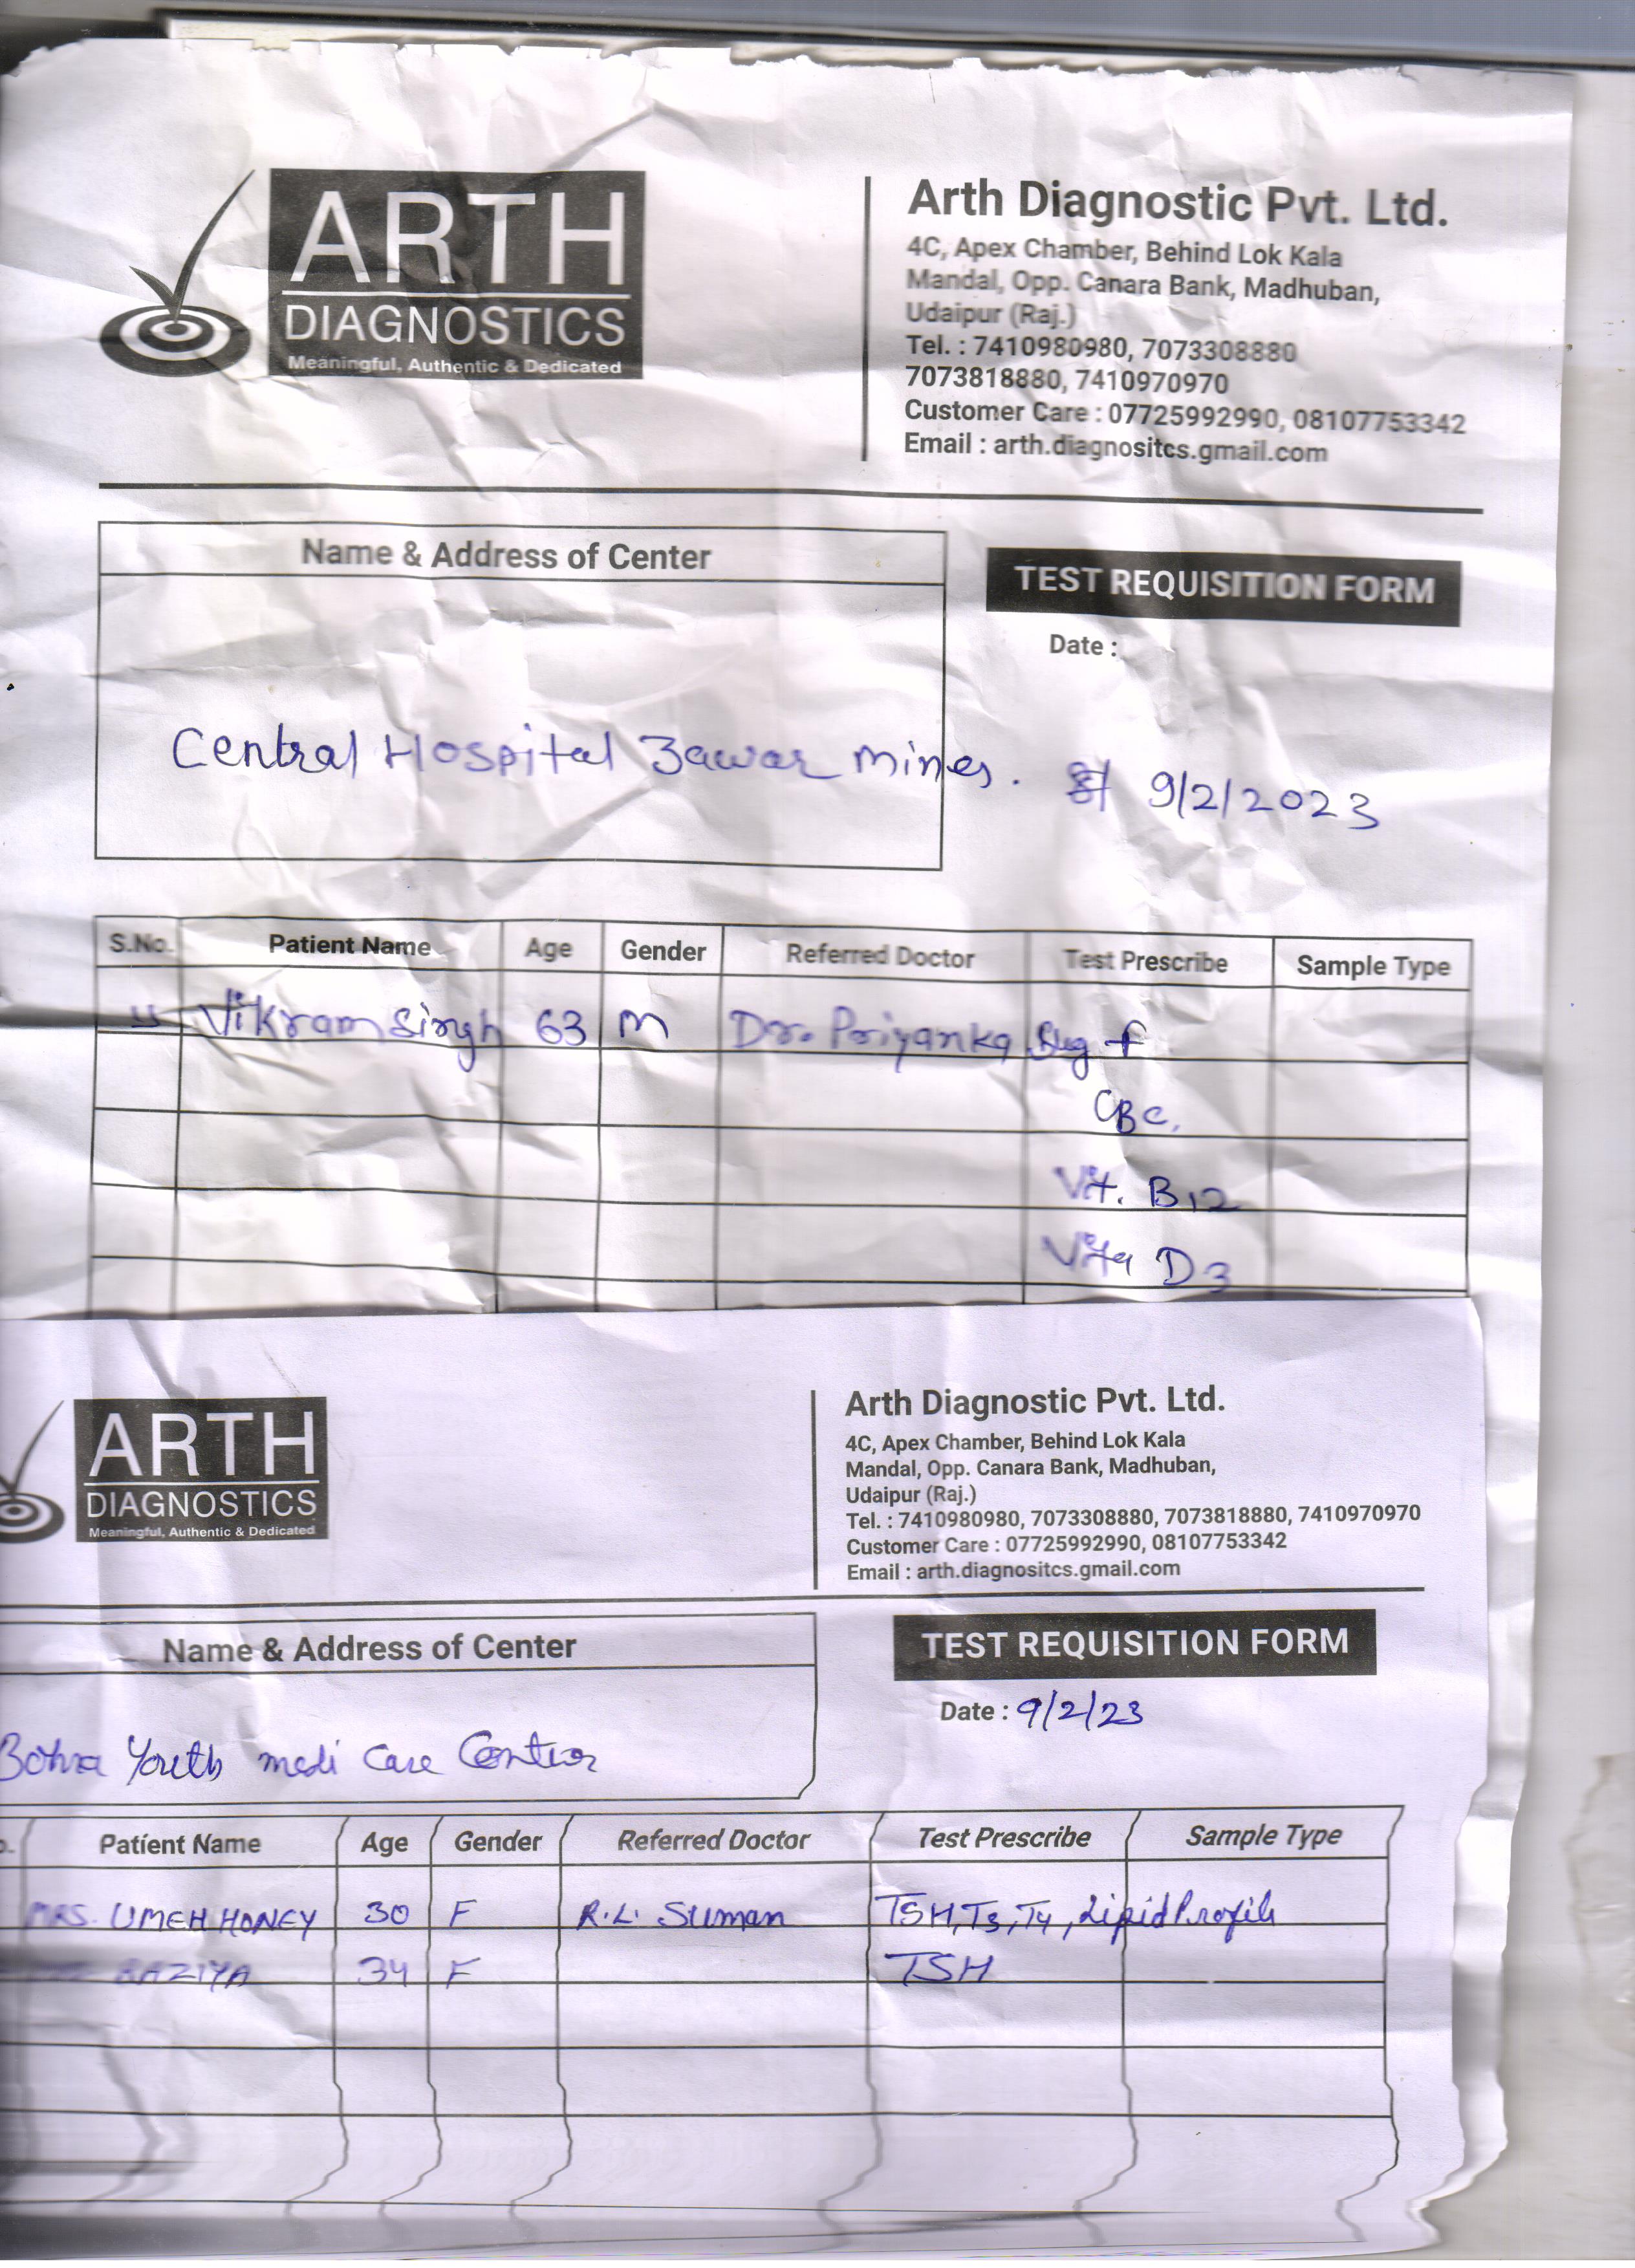 ARTH
DIAGNOSTICS
Meaningful, Authentic & Dedicated
Arth Diagnostic Pvt. Ltd.
4C, Apex Chamber, Behind Lok Kala
Mandal, Opp. Canara Bank, Madhuban,
Udaipur (Raj.)
Tel. : 7410980980, 7073308880
7073818880, 7410970970
Customer Care : 07725992990, 08107753342
Email : arth.diagnositcs.gmail.com
Name & Address of Center
TEST REQUISITION FORM
Date :
Central Hospital Zawar Mines. 9/2/2023
S.No. Patient Name Age Gender Referred Doctor Test Prescribe Sample Type
Vikram Singh 63 M Dr. Priyanka f
CBC,
Vit. B12
Vita D3
ARTH
DIAGNOSTICS
Meaningful, Authentic & Dedicated
Arth Diagnostic Pvt. Ltd.
4C, Apex Chamber, Behind Lok Kala
Mandal, Opp. Canara Bank, Madhuban,
Udaipur (Raj.)
Tel. : 7410980980, 7073308880, 7073818880, 7410970970
Customer Care : 07725992990, 08107753342
Email : arth.diagnositcs.gmail.com
Name & Address of Center
TEST REQUISITION FORM
Date : 9/2/23
Bohra Youth medi Care Center
Patient Name Age Gender Referred Doctor Test Prescribe Sample Type
MRS. UMEH HONEY 30 F R.L. Suman TSH, T3, T4, Lipid Profile
RAZIYA 34 F TSH